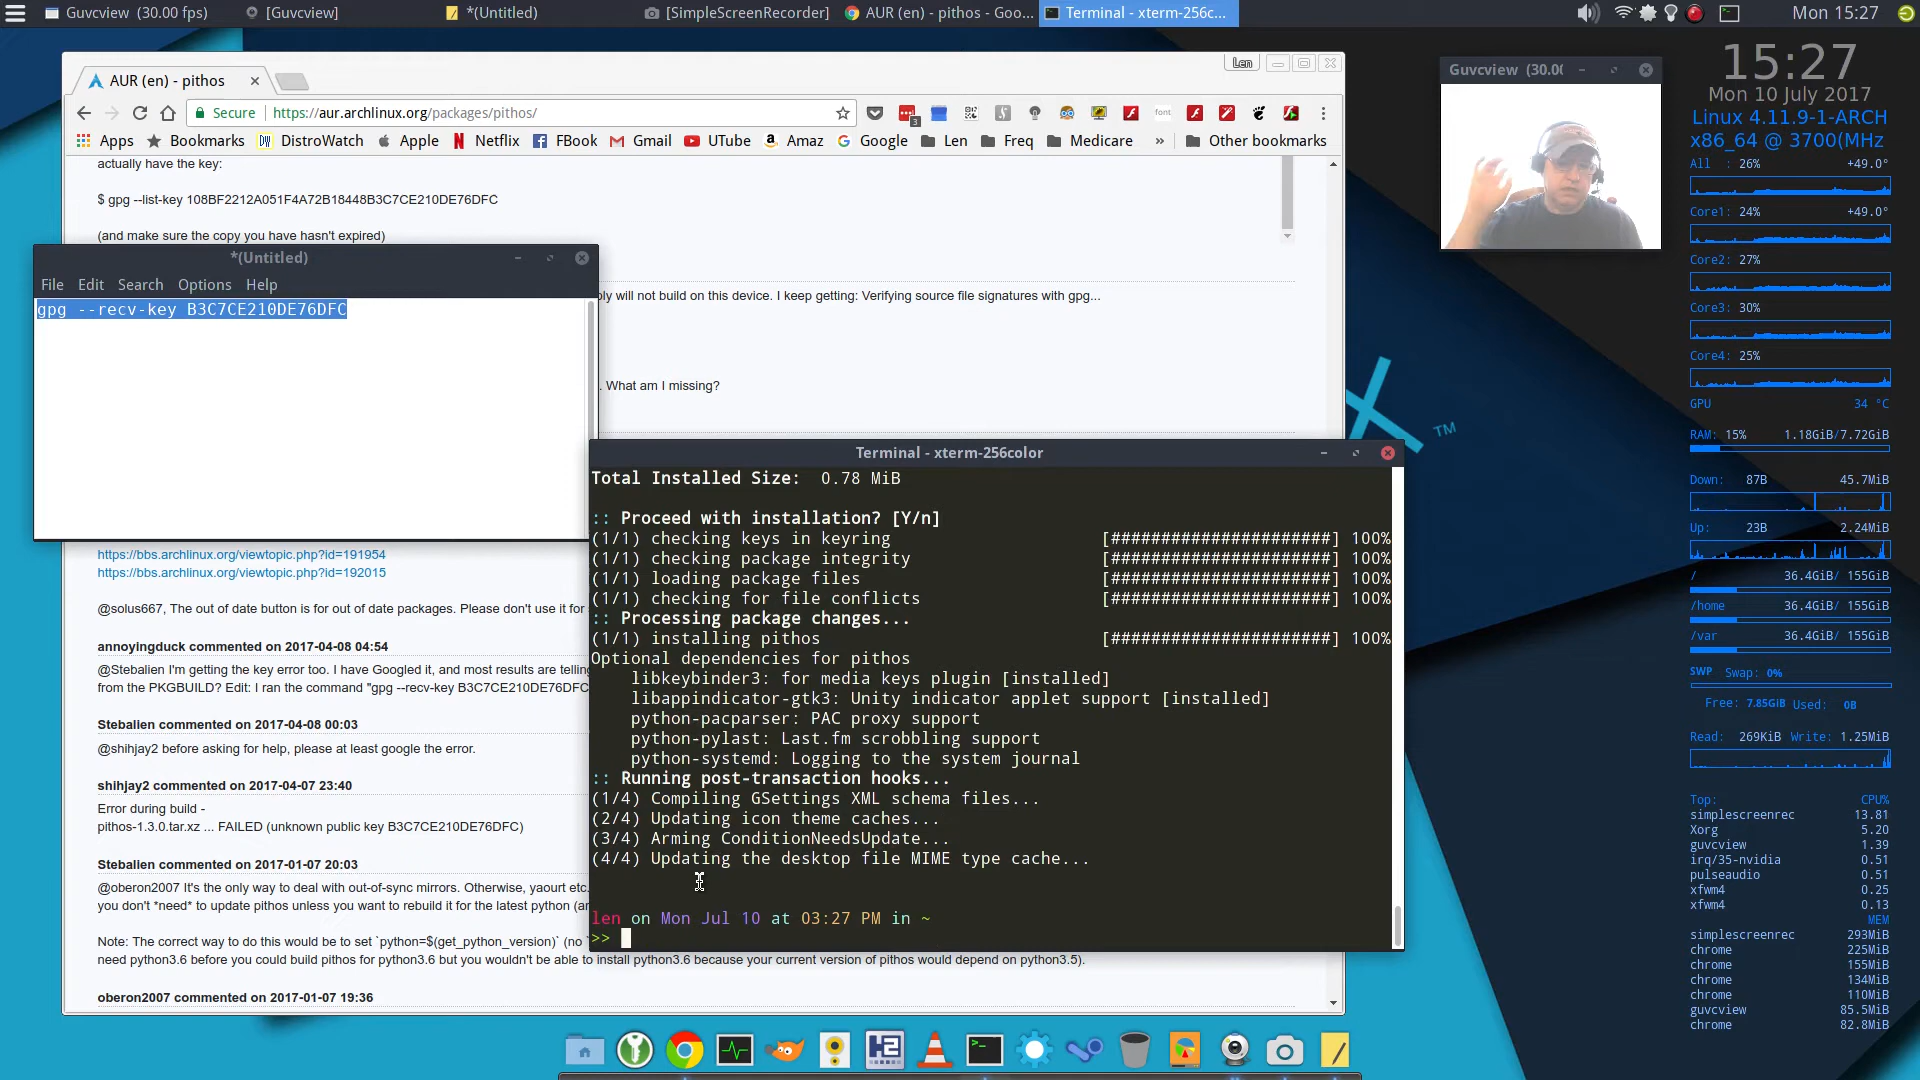 Guvcview (30.00 fps)
[Guvcview]
*(Untitled)
[SimpleScreenRecorder]
AUR (en) - pithos - Goo...
Terminal - xterm-256c...
Mon 15:27
AUR (en) - pithos
Len
Secure
https://aur.archlinux.org/packages/pithos/
3
font
Apps
Bookmarks
DistroWatch
Apple
Netflix
FBook
Gmail
UTube
Amaz
Google
Len
Freq
Medicare
»
Other bookmarks
actually have the key:
$ gpg --list-key 108BF2212A051F4A72B18448B3C7CE210DE76DFC
(and make sure the copy you have hasn't expired)
ly will not build on this device. I keep getting: Verifying source file signatures with gpg...
. What am I missing?
*(Untitled)
File Edit Search Options Help
gpg --recv-key B3C7CE210DE76DFC
https://bbs.archlinux.org/viewtopic.php?id=191954
https://bbs.archlinux.org/viewtopic.php?id=192015
@solus667, The out of date button is for out of date packages. Please don't use it for
annoyingduck commented on 2017-04-08 04:54
@Stebalien I'm getting the key error too. I have Googled it, and most results are telling
from the PKGBUILD? Edit: I ran the command "gpg --recv-key B3C7CE210DE76DFC
Stebalien commented on 2017-04-08 00:03
@shihjay2 before asking for help, please at least google the error.
shihjay2 commented on 2017-04-07 23:40
Error during build -
pithos-1.3.0.tar.xz ... FAILED (unknown public key B3C7CE210DE76DFC)
Stebalien commented on 2017-01-07 20:03
@oberon2007 It's the only way to deal with out-of-sync mirrors. Otherwise, yaourt etc.
you don't *need* to update pithos unless you want to rebuild it for the latest python (an
Note: The correct way to do this would be to set `python=$(get_python_version)` (no `
need python3.6 before you could build pithos for python3.6 but you wouldn't be able to install python3.6 because your current version of pithos would depend on python3.5).
oberon2007 commented on 2017-01-07 19:36
Terminal - xterm-256color
Total Installed Size:  0.78 MiB
:: Proceed with installation? [Y/n]
(1/1) checking keys in keyring [######################] 100%
(1/1) checking package integrity [######################] 100%
(1/1) loading package files [######################] 100%
(1/1) checking for file conflicts [######################] 100%
:: Processing package changes...
(1/1) installing pithos [######################] 100%
Optional dependencies for pithos
libkeybinder3: for media keys plugin [installed]
libappindicator-gtk3: Unity indicator applet support [installed]
python-pacparser: PAC proxy support
python-pylast: Last.fm scrobbling support
python-systemd: Logging to the system journal
:: Running post-transaction hooks...
(1/4) Compiling GSettings XML schema files...
(2/4) Updating icon theme caches...
(3/4) Arming ConditionNeedsUpdate...
(4/4) Updating the desktop file MIME type cache...
len on Mon Jul 10 at 03:27 PM in ~
>>
TM
Guvcview (30.0(
15:27
Mon 10 July 2017
Linux 4.11.9-1-ARCH
x86_64 @ 3700(MHz
All : 26% +49.0°
Core1: 24% +49.0°
Core2: 27%
Core3: 30%
Core4: 25%
GPU 34 °C
RAM: 15% 1.18GiB/7.72GiB
Down: 87B 45.7MiB
Up: 23B 2.24MiB
/ 36.4GiB/ 155GiB
/home 36.4GiB/ 155GiB
/var 36.4GiB/ 155GiB
SWP Swap: 0%
Free: 7.85GiB Used: 0B
Read: 269KiB Write: 1.25MiB
Top: CPU%
simplescreenrec 13.81
Xorg 5.20
guvcview 1.39
irq/35-nvidia 0.51
pulseaudio 0.51
xfwm4 0.25
xfwm4 0.13
MEM
simplescreenrec 293MiB
chrome 225MiB
chrome 155MiB
chrome 134MiB
chrome 110MiB
guvcview 85.5MiB
chrome 82.8MiB